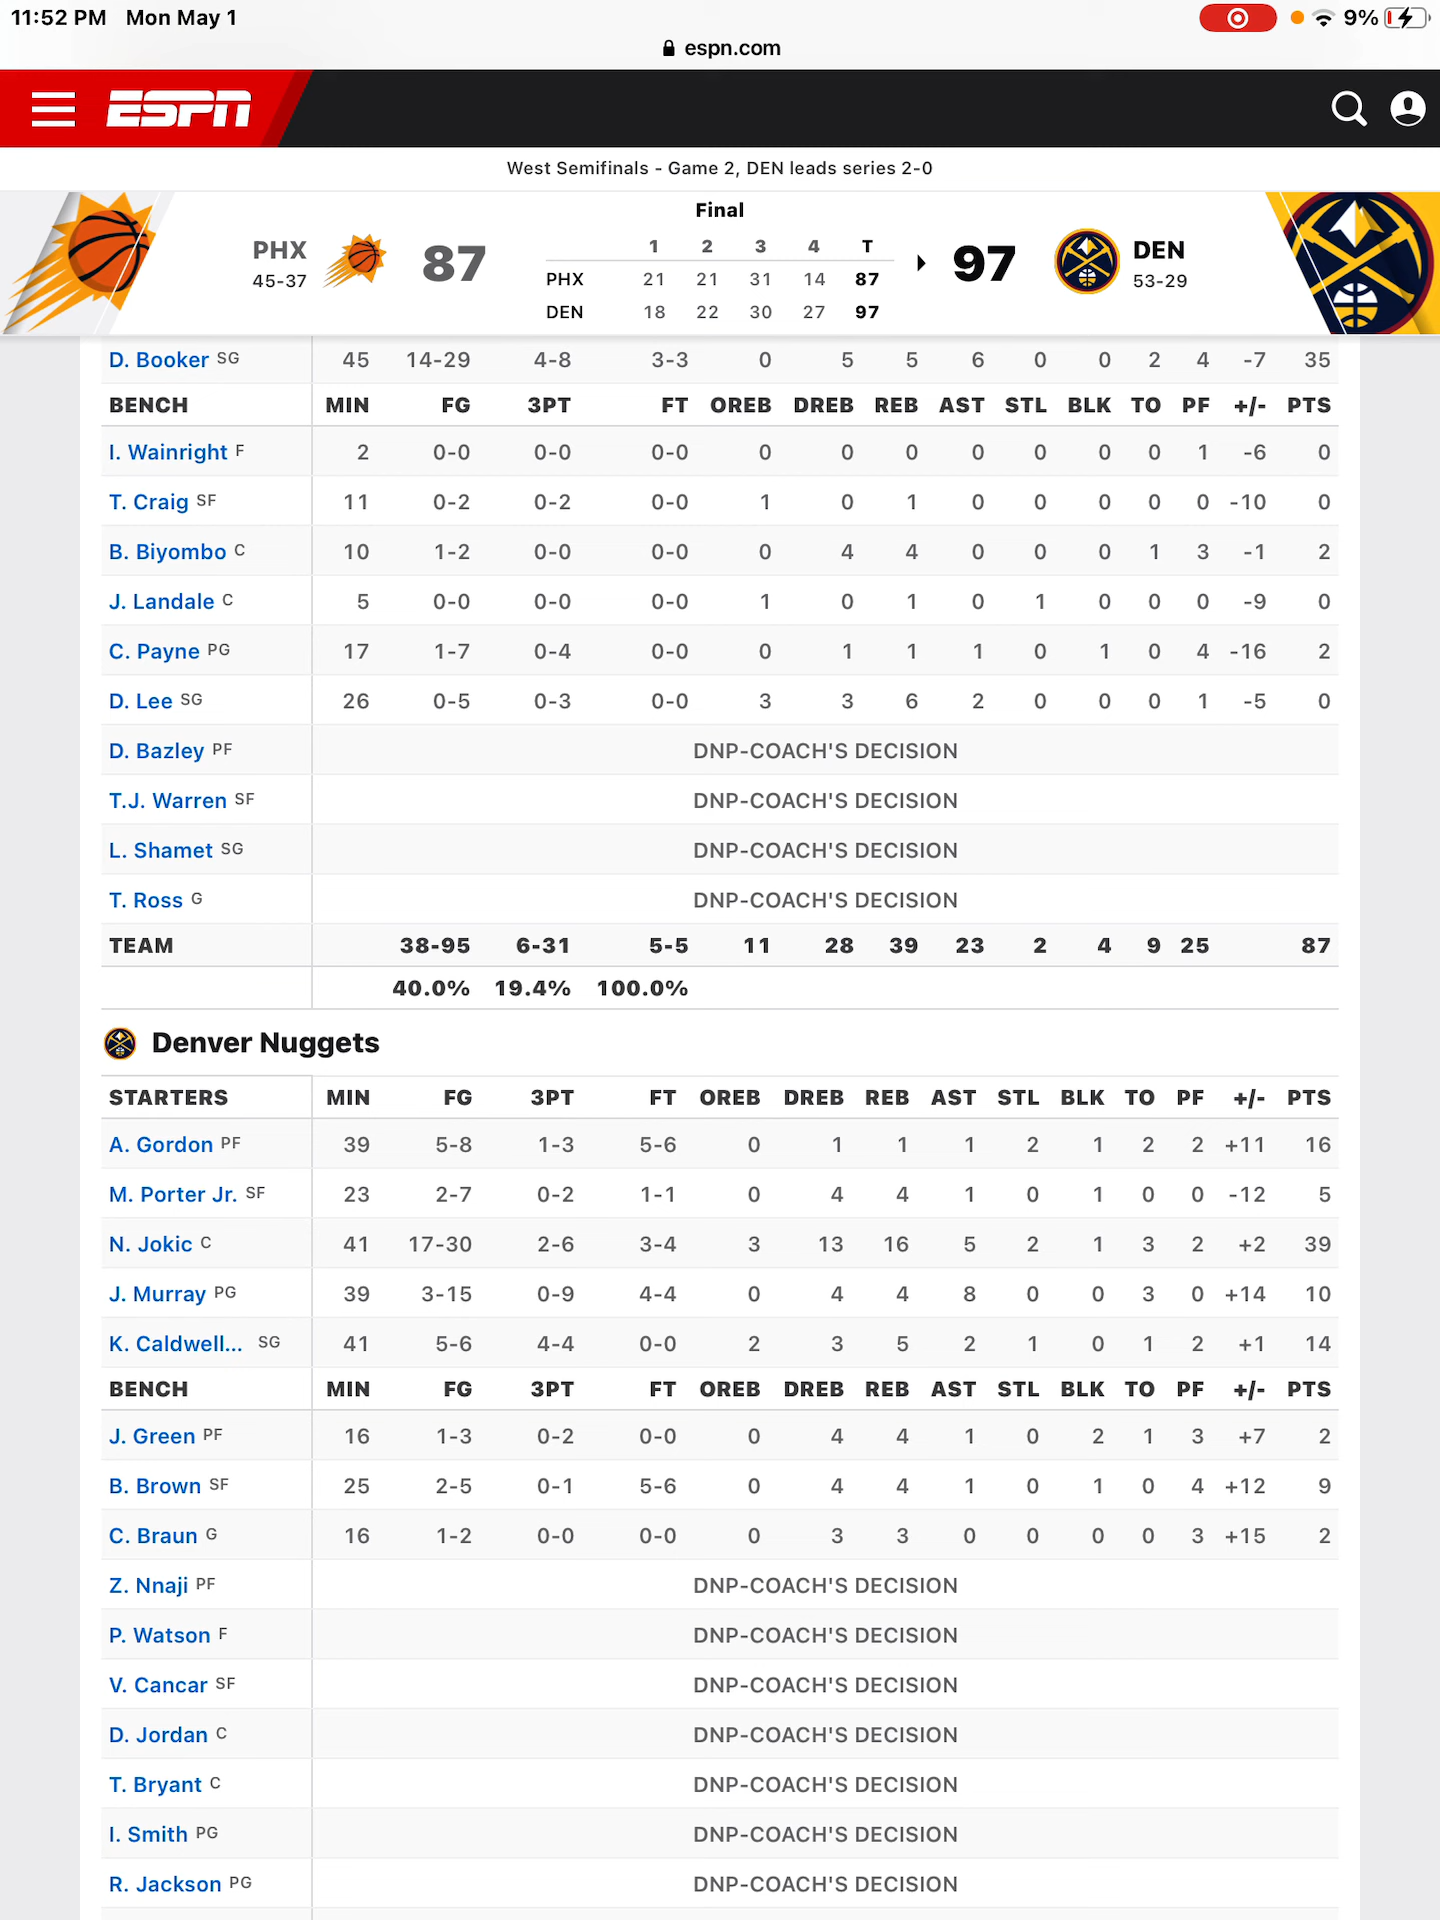 11:52 PM Mon May 1 9%
espn.com
ESPN
West Semifinals - Game 2, DEN leads series 2-0
Final
1 2 3 4 T
PHX 45-37 87 PHX 21 21 31 14 87 97 DEN 53-29
DEN 18 22 30 27 97
D. Booker SG 45 14-29 4-8 3-3 0 5 5 6 0 0 2 4 -7 35
BENCH MIN FG 3PT FT OREB DREB REB AST STL BLK TO PF +/- PTS
I. Wainright F 2 0-0 0-0 0-0 0 0 0 0 0 0 0 1 -6 0
T. Craig SF 11 0-2 0-2 0-0 1 0 1 0 0 0 0 0 -10 0
B. Biyombo C 10 1-2 0-0 0-0 0 4 4 0 0 0 1 3 -1 2
J. Landale C 5 0-0 0-0 0-0 1 0 1 0 1 0 0 0 -9 0
C. Payne PG 17 1-7 0-4 0-0 0 1 1 1 0 1 0 4 -16 2
D. Lee SG 26 0-5 0-3 0-0 3 3 6 2 0 0 0 1 -5 0
D. Bazley PF DNP-COACH'S DECISION
T.J. Warren SF DNP-COACH'S DECISION
L. Shamet SG DNP-COACH'S DECISION
T. Ross G DNP-COACH'S DECISION
TEAM 38-95 6-31 5-5 11 28 39 23 2 4 9 25 87
40.0% 19.4% 100.0%
Denver Nuggets
STARTERS MIN FG 3PT FT OREB DREB REB AST STL BLK TO PF +/- PTS
A. Gordon PF 39 5-8 1-3 5-6 0 1 1 1 2 1 2 2 +11 16
M. Porter Jr. SF 23 2-7 0-2 1-1 0 4 4 1 0 1 0 0 -12 5
N. Jokic C 41 17-30 2-6 3-4 3 13 16 5 2 1 3 2 +2 39
J. Murray PG 39 3-15 0-9 4-4 0 4 4 8 0 0 3 0 +14 10
K. Caldwell... SG 41 5-6 4-4 0-0 2 3 5 2 1 0 1 2 +1 14
BENCH MIN FG 3PT FT OREB DREB REB AST STL BLK TO PF +/- PTS
J. Green PF 16 1-3 0-2 0-0 0 4 4 1 0 2 1 3 +7 2
B. Brown SF 25 2-5 0-1 5-6 0 4 4 1 0 1 0 4 +12 9
C. Braun G 16 1-2 0-0 0-0 0 3 3 0 0 0 0 3 +15 2
Z. Nnaji PF DNP-COACH'S DECISION
P. Watson F DNP-COACH'S DECISION
V. Cancar SF DNP-COACH'S DECISION
D. Jordan C DNP-COACH'S DECISION
T. Bryant C DNP-COACH'S DECISION
I. Smith PG DNP-COACH'S DECISION
R. Jackson PG DNP-COACH'S DECISION